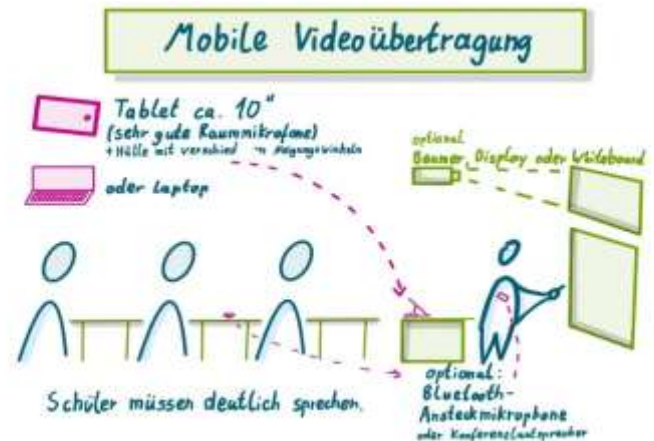 Mobile Videoübertragung
Tablet ca. 10"
(sehr gute Raummikrofone)
+ Hülle mit verschied Neigungswinkeln
oder Laptop
optional
Beamer, Display oder Whiteboard
Schüler müssen deutlich sprechen.
optional:
Bluetooth-
Ansteckmikrophone
oder Konferenzlautsprecher